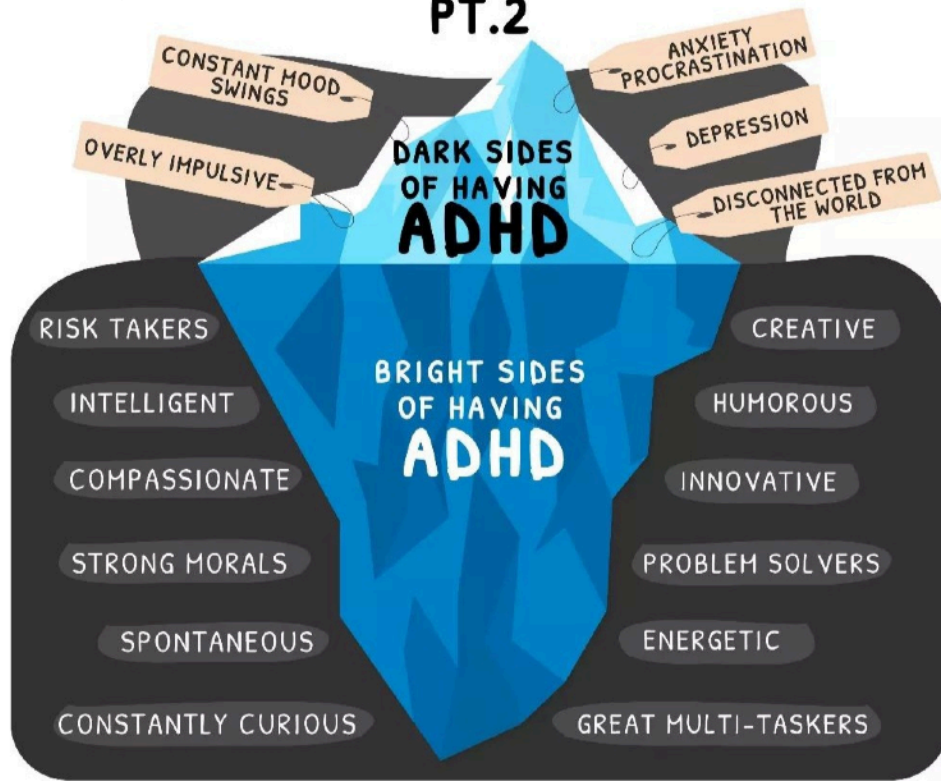 PT.2
CONSTANT MOOD
SWINGS
OVERLY IMPULSIVE
ANXIETY
PROCRASTINATION
DEPRESSION
DISCONNECTED FROM
THE WORLD
DARK SIDES
OF HAVING
ADHD
BRIGHT SIDES
OF HAVING
ADHD
RISK TAKERS
INTELLIGENT
COMPASSIONATE
STRONG MORALS
SPONTANEOUS
CONSTANTLY CURIOUS
CREATIVE
HUMOROUS
INNOVATIVE
PROBLEM SOLVERS
ENERGETIC
GREAT MULTI-TASKERS